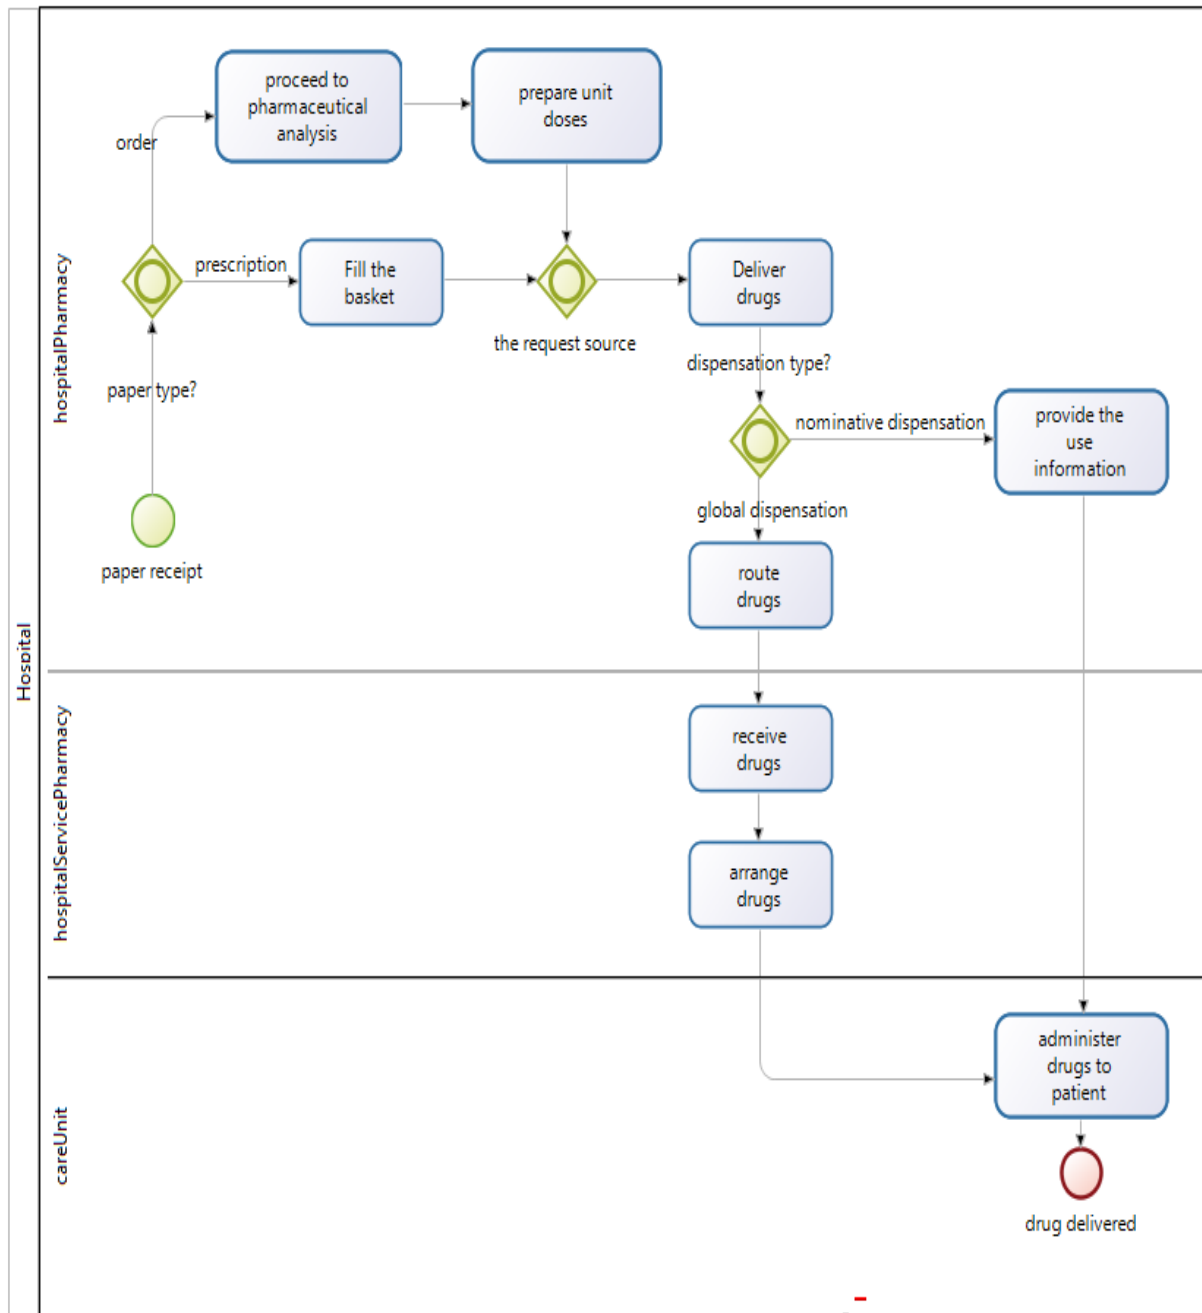 Hospital
hospitalPharmacy
proceed to
pharmaceutical
analysis
prepare unit
doses
order
prescription
Fill the
basket
the request source
Deliver
drugs
paper type?
paper receipt
dispensation type?
nominative dispensation
provide the
use
information
global dispensation
route
drugs
hospitalServicePharmacy
receive
drugs
arrange
drugs
careUnit
administer
drugs to
patient
drug delivered